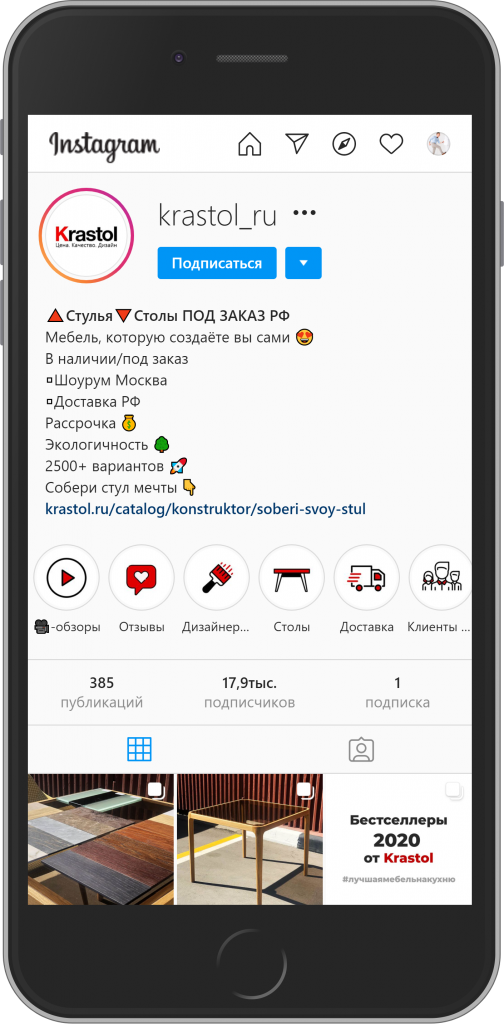 Instagram
Krastol
Цена. Качество. Дизайн
krastol_ru •••
Подписаться
🔺Стулья🔻Столы ПОД ЗАКАЗ РФ
Мебель, которую создаёте вы сами 😍
В наличии/под заказ
▫Шоурум Москва
▫Доставка РФ
Рассрочка 💰
Экологичность 🌳
2500+ вариантов 🚀
Собери стул мечты 👇
krastol.ru/catalog/konstruktor/soberi-svoy-stul
🎥-обзоры Отзывы Дизайнер... Столы Доставка Клиенты ...
385 17,9тыс. 1
публикаций подписчиков подписка
Бестселлеры
2020
от Krastol
#лучшаямебельнакухню